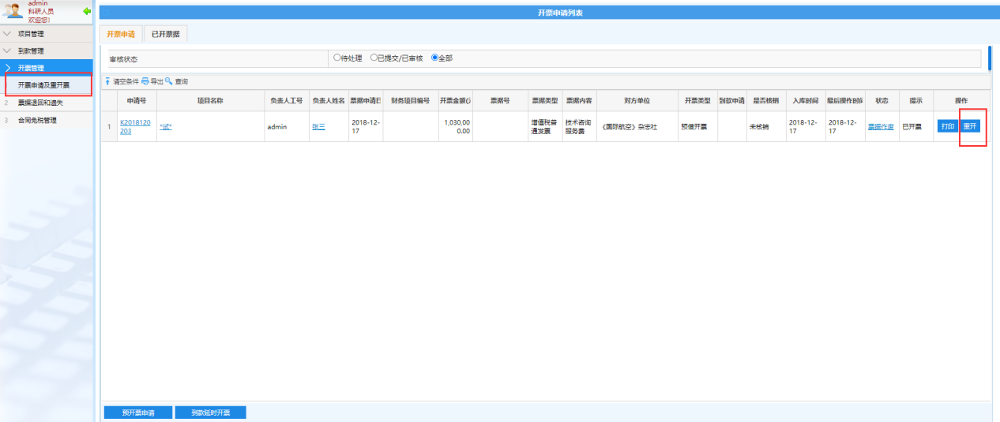 admin
科研人员
欢迎您!
项目管理
到款管理
开票管理
开票申请及重开票
2 票据退回和遗失
3 合同免税管理
开票申请列表
开票申请 已开票据
审核状态 待处理 已提交/已审核 全部
清空条件 导出 查询
申请号 项目名称 负责人工号 负责人姓名 票据申请日 财务项目编号 开票金额(元 票据号 票据类型 票据内容 对方单位 开票类型 到款申请 是否核销 入库时间 最后操作时间 状态 提示 操作
1 K2018120 "试" admin 张三 2018-12- 1,030,00 增值税普 技术咨询 《国际航空》杂志社 预借开票 未核销 2018-12- 2018-12- 票据作废 已开票 打印 重开
203 17 0.00 通发票 服务费 17 17
预开票申请 到款延时开票